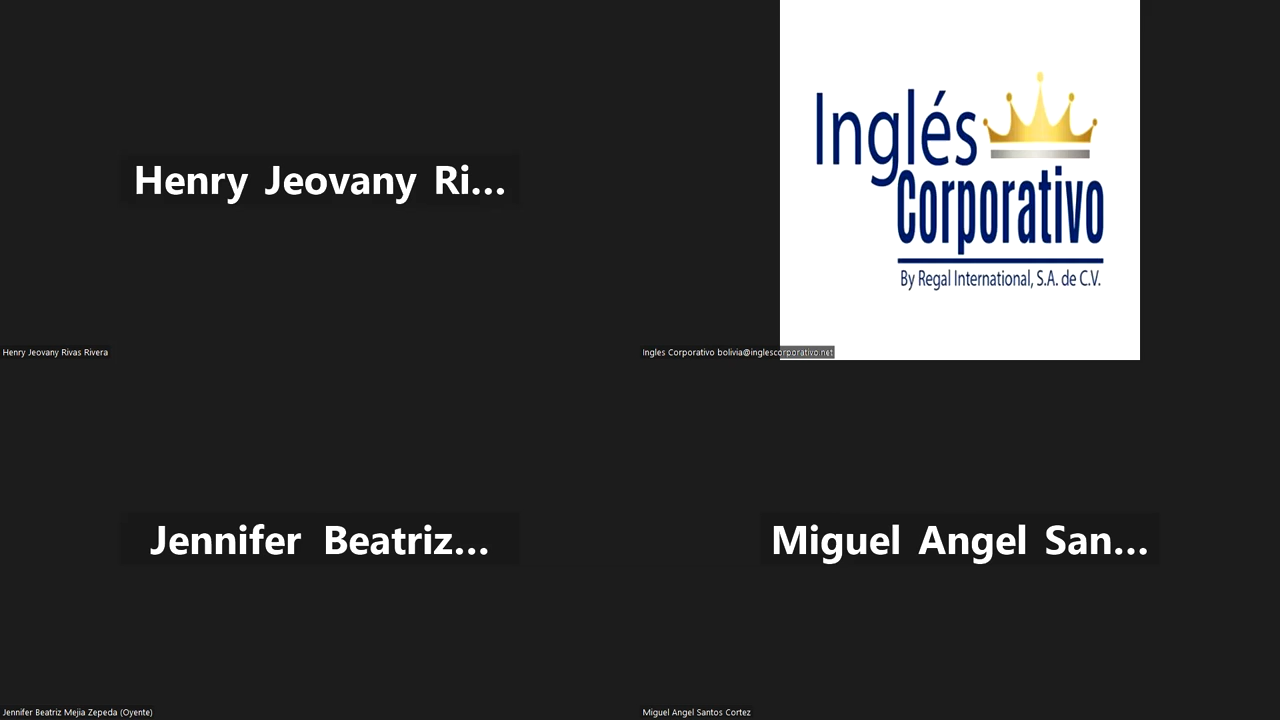 Henry Jeovany Ri...
Henry Jeovany Rivas Rivera
Inglés
Corporativo
By Regal International, S.A. de C.V.
Ingles Corporativo bolivia@inglescorporativo.net
Jennifer Beatriz...
Jennifer Beatriz Mejia Zepeda (Oyente)
Miguel Angel San...
Miguel Angel Santos Cortez